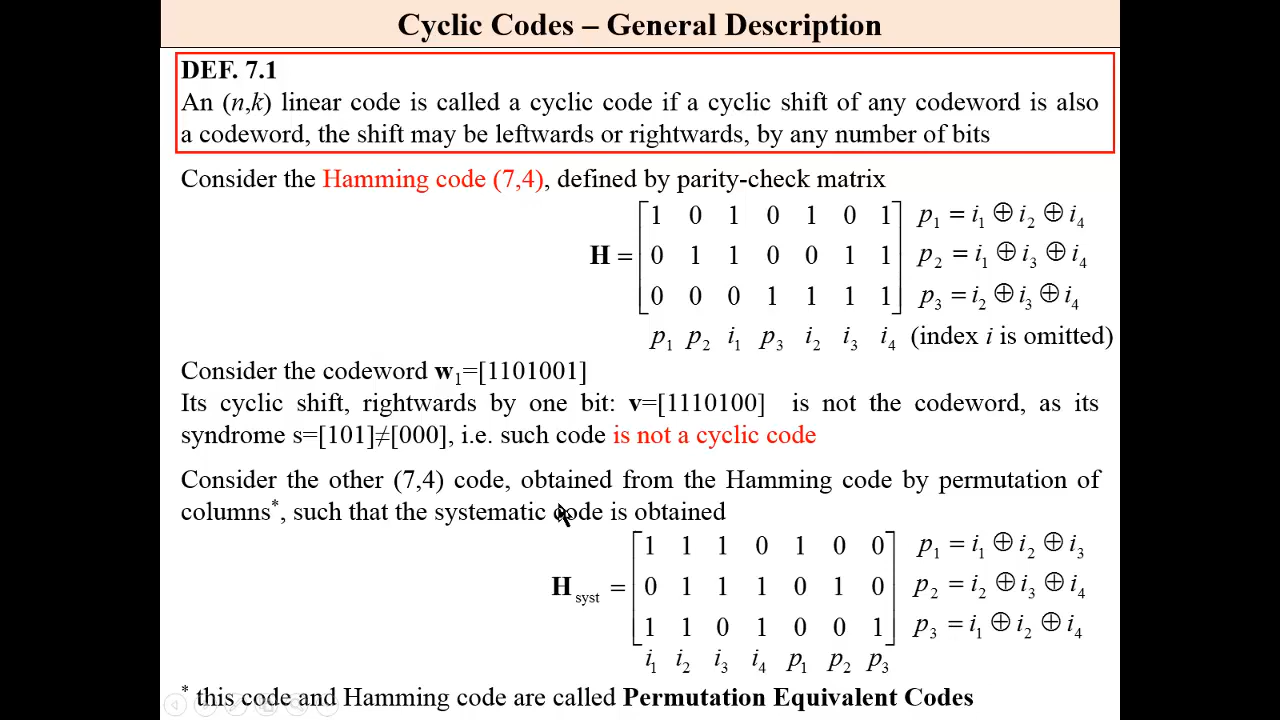 Cyclic Codes – General Description
DEF. 7.1
An (n,k) linear code is called a cyclic code if a cyclic shift of any codeword is also
a codeword, the shift may be leftwards or rightwards, by any number of bits
Consider the Hamming code (7,4), defined by parity-check matrix
1 0 1 0 1 0 1 p₁ = i₁ ⊕ i₂ ⊕ i₄
H = 0 1 1 0 0 1 1 p₂ = i₁ ⊕ i₃ ⊕ i₄
0 0 0 1 1 1 1 p₃ = i₂ ⊕ i₃ ⊕ i₄
p₁ p₂ i₁ p₃ i₂ i₃ i₄ (index i is omitted)
Consider the codeword w₁=[1101001]
Its cyclic shift, rightwards by one bit: v=[1110100] is not the codeword, as its
syndrome s=[101]≠[000], i.e. such code is not a cyclic code
Consider the other (7,4) code, obtained from the Hamming code by permutation of
columns*, such that the systematic code is obtained
1 1 1 0 1 0 0 p₁ = i₁ ⊕ i₂ ⊕ i₃
H syst = 0 1 1 1 0 1 0 p₂ = i₂ ⊕ i₃ ⊕ i₄
1 1 0 1 0 0 1 p₃ = i₁ ⊕ i₂ ⊕ i₄
i₁ i₂ i₃ i₄ p₁ p₂ p₃
* this code and Hamming code are called Permutation Equivalent Codes